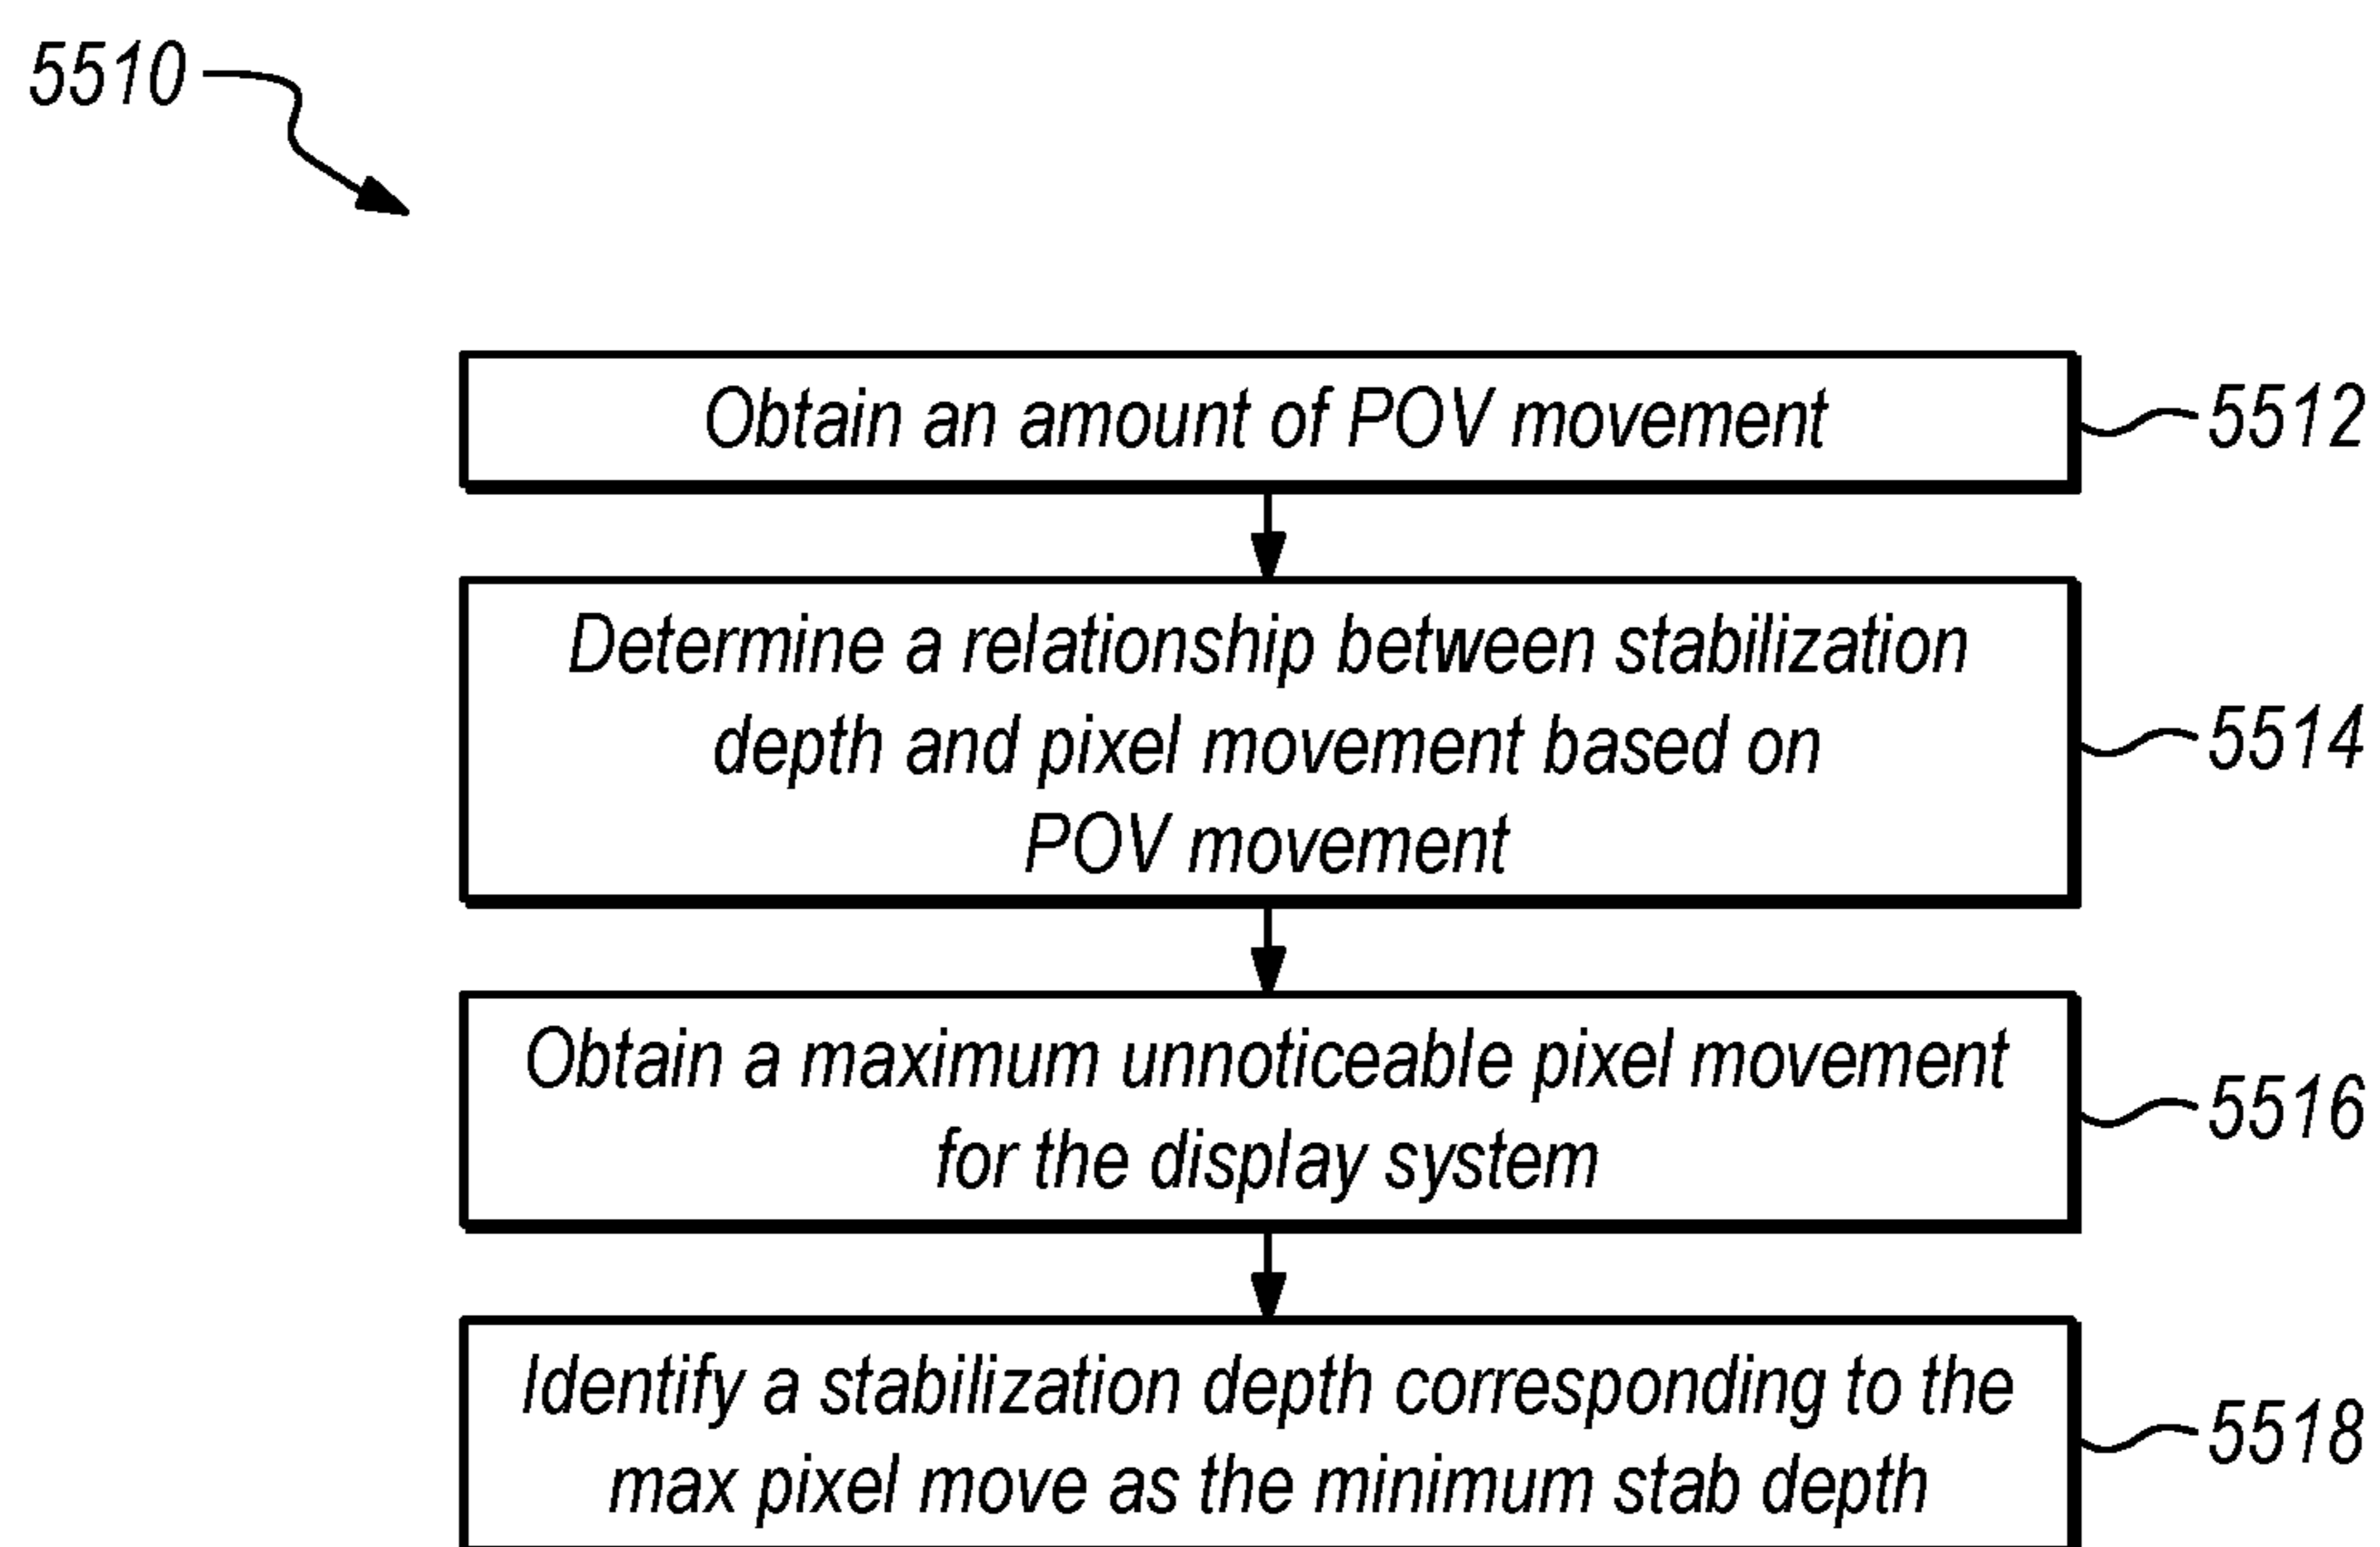 5510
Obtain an amount of POV movement
5512
Determine a relationship between stabilization
depth and pixel movement based on
POV movement
5514
Obtain a maximum unnoticeable pixel movement
for the display system
5516
Identify a stabilization depth corresponding to the
max pixel move as the minimum stab depth
5518